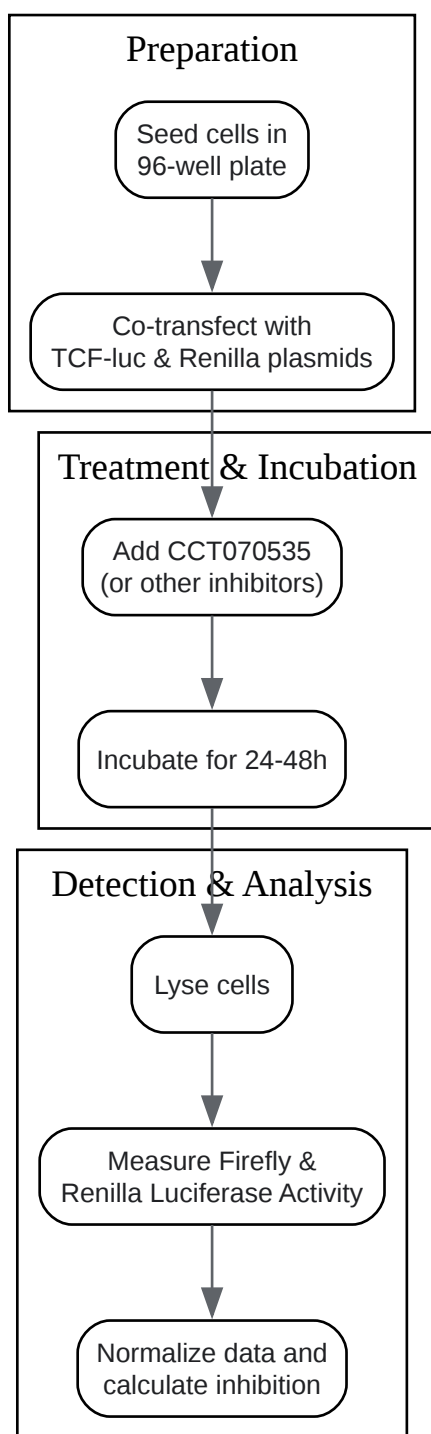 Preparation
Seed cells in
96-well plate
Co-transfect with
TCF-luc & Renilla plasmids
Treatment & Incubation
Add CCT070535
(or other inhibitors)
Incubate for 24-48h
Detection & Analysis
Lyse cells
Measure Firefly &
Renilla Luciferase Activity
Normalize data and
calculate inhibition